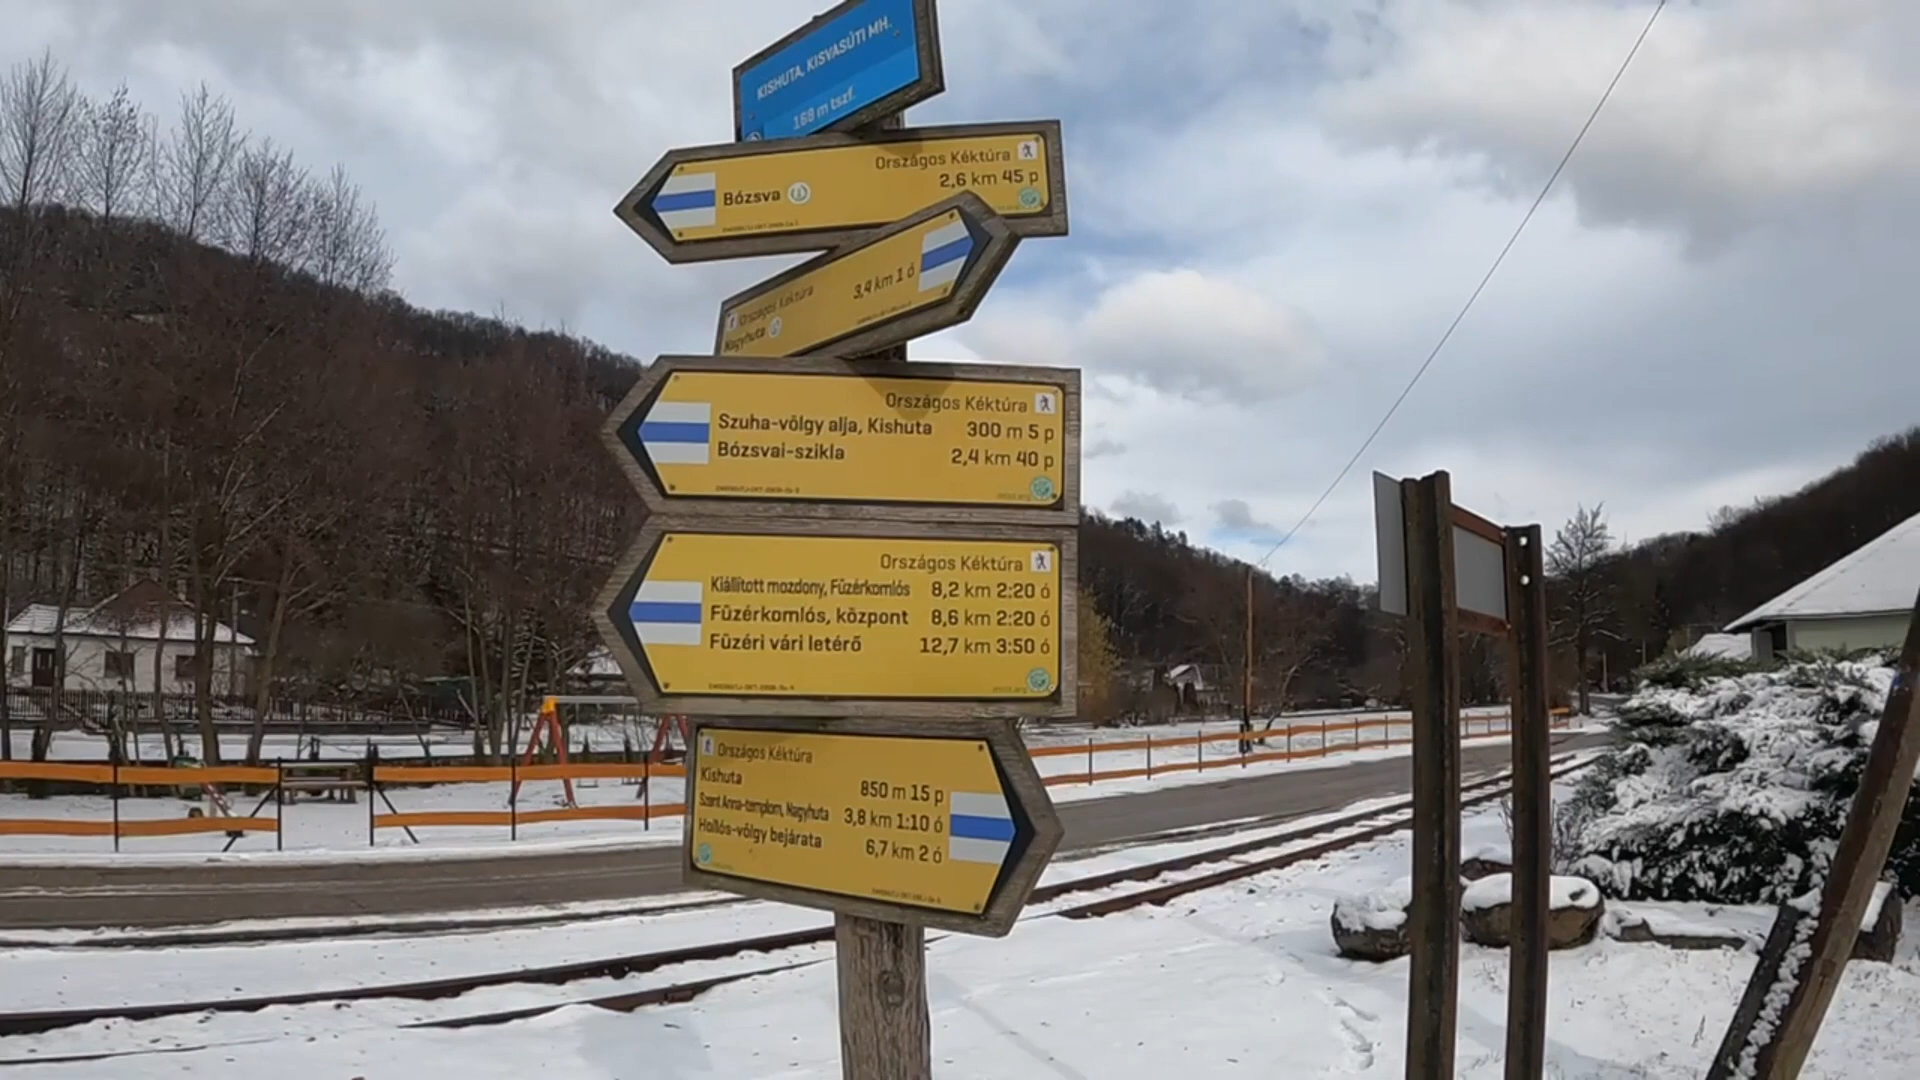 KISHUTA, KISVASÚTI MH.
168 m tszf.
Országos Kéktúra
Bózsva 2,6 km 45 p
Országos Kéktúra
3,4 km 1 ó
Nagyhuta
Országos Kéktúra
Szuha-völgy alja, Kishuta 300 m 5 p
Bózsvai-szikla 2,4 km 40 p
Országos Kéktúra
Kiállított mozdony, Füzérkomlós 8,2 km 2:20 ó
Füzérkomlós, központ 8,6 km 2:20 ó
Füzéri vári letérő 12,7 km 3:50 ó
Országos Kéktúra
Kishuta 850 m 15 p
Szent Anna-templom, Nagyhuta 3,8 km 1:10 ó
Hollós-völgy bejárata 6,7 km 2 ó